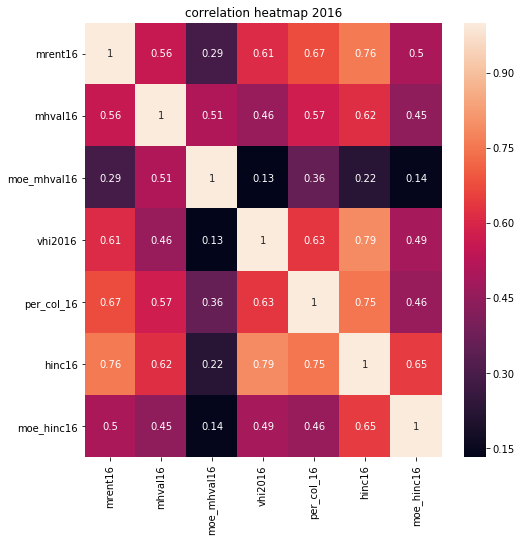 correlation heatmap 2016
mrent16 1 0.56 0.29 0.61 0.67 0.76 0.5
mhval16 0.56 1 0.51 0.46 0.57 0.62 0.45
moe_mhval16 0.29 0.51 1 0.13 0.36 0.22 0.14
vhi2016 0.61 0.46 0.13 1 0.63 0.79 0.49
per_col_16 0.67 0.57 0.36 0.63 1 0.75 0.46
hinc16 0.76 0.62 0.22 0.79 0.75 1 0.65
moe_hinc16 0.5 0.45 0.14 0.49 0.46 0.65 1
mrent16
mhval16
moe_mhval16
vhi2016
per_col_16
hinc16
moe_hinc16
0.90
0.75
0.60
0.45
0.30
0.15